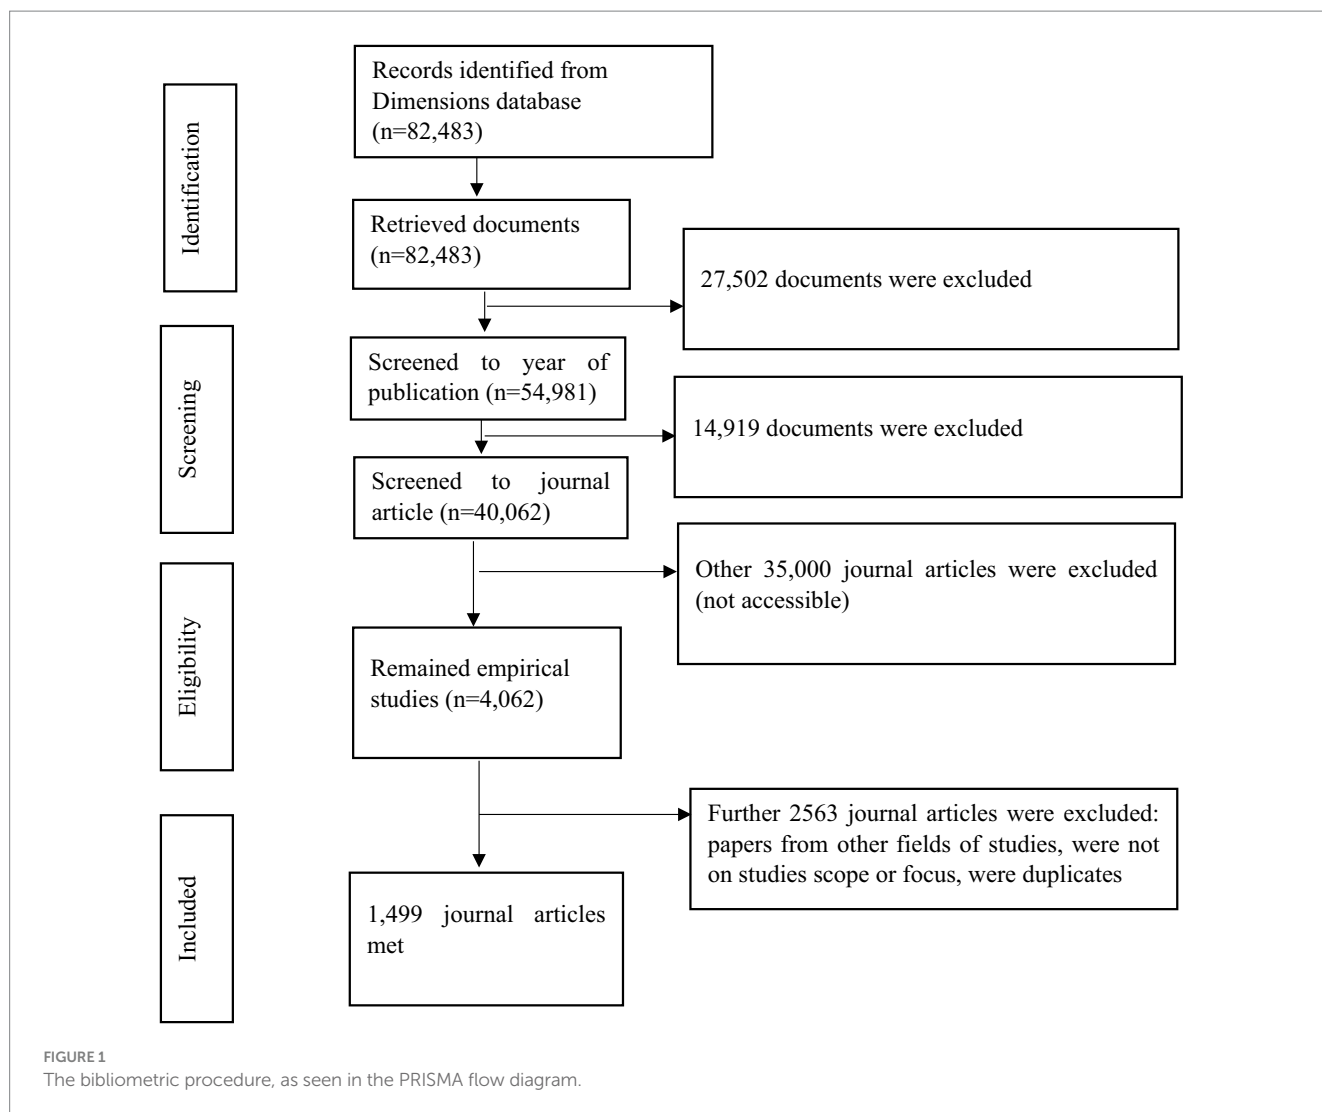 Records identified from
Dimensions database
(n=82,483)
Identification
Retrieved documents
(n=82,483)
27,502 documents were excluded
Screening
Screened to year of
publication (n=54,981)
14,919 documents were excluded
Screened to journal
article (n=40,062)
Other 35,000 journal articles were excluded
(not accessible)
Eligibility
Remained empirical
studies (n=4,062)
Further 2563 journal articles were excluded:
papers from other fields of studies, were not
on studies scope or focus, were duplicates
Included
1,499 journal articles
met
FIGURE 1
The bibliometric procedure, as seen in the PRISMA flow diagram.